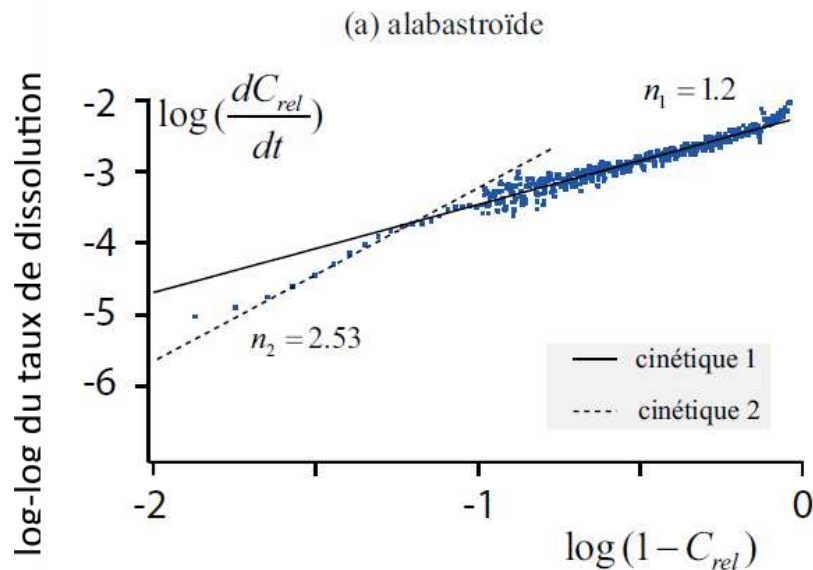 (a) alabastroïde
log-log du taux de dissolution
log(dC_rel/dt)
n_1 = 1.2
-2
-3
-4
-5
-6
n_2 = 2.53
cinétique 1
cinétique 2
-2
-1
0
log(1−C_rel)